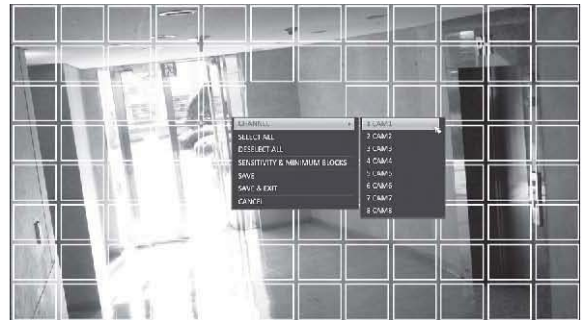 CHANNEL
SELECT ALL
DESELECT ALL
SENSITIVITY & MINIMUM BLOCKS
SAVE
SAVE & EXIT
CANCEL
1 CAM1
2 CAM2
3 CAM3
4 CAM4
5 CAM5
6 CAM6
7 CAM7
8 CAM8